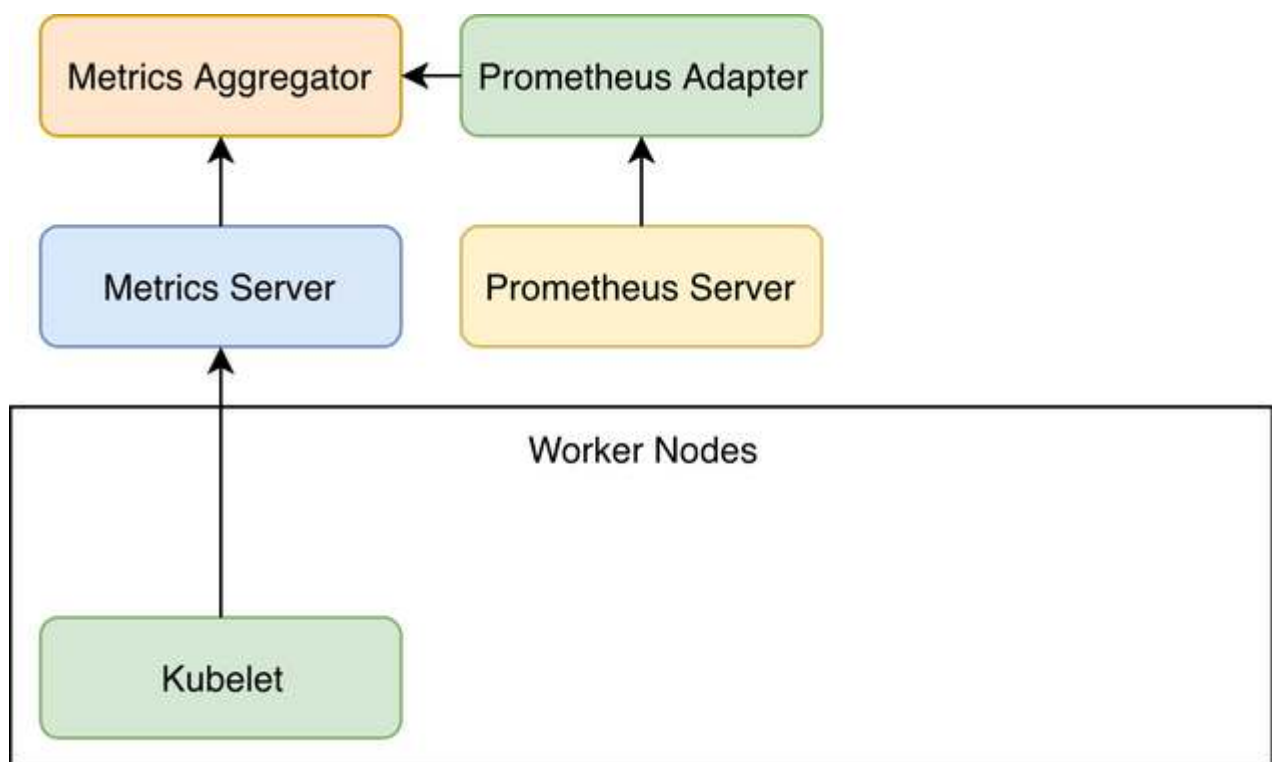 Metrics Aggregator
Prometheus Adapter
Metrics Server
Prometheus Server
Worker Nodes
Kubelet